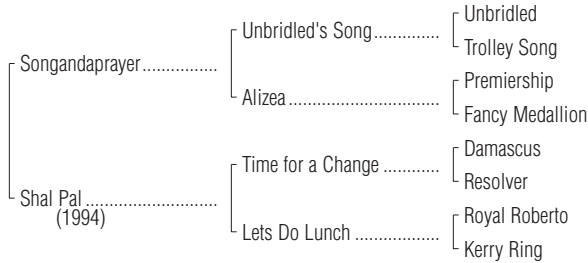 Unbridled
Unbridled's Song
Trolley Song
Songandaprayer
Premiership
Alizea
Fancy Medallion
Damascus
Time for a Change
Resolver
Shal Pal
(1994)
Royal Roberto
Lets Do Lunch
Kerry Ring